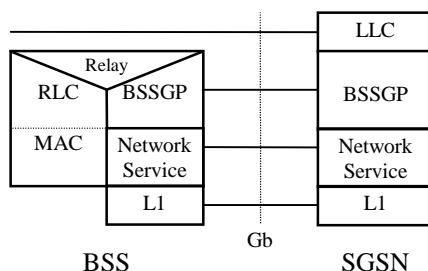 LLC
Relay
RLC
BSSGP
BSSGP
MAC
Network
Service
Network
Service
L1
L1
Gb
BSS
SGSN